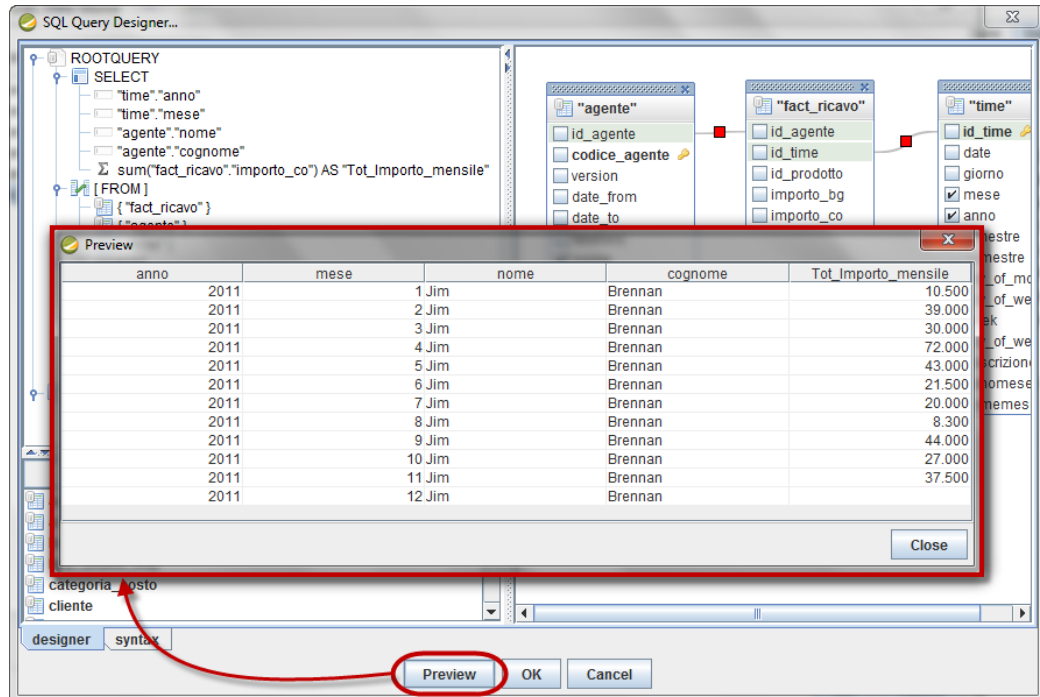 SQL Query Designer...
ROOTQUERY
SELECT
"time"."anno"
"time"."mese"
"agente"."nome"
"agente"."cognome"
Σ sum("fact_ricavo"."importo_co") AS "Tot_Importo_mensile"
[ FROM ]
{ "fact_ricavo" }
{ "agente" }
"agente"
id_agente
codice_agente
version
date_from
date_to
"fact_ricavo"
id_agente
id_time
id_prodotto
importo_bg
importo_co
"time"
id_time
date
giorno
mese
anno
Preview
anno mese nome cognome Tot_Importo_mensile
2011 1 Jim Brennan 10.500
2011 2 Jim Brennan 39.000
2011 3 Jim Brennan 30.000
2011 4 Jim Brennan 72.000
2011 5 Jim Brennan 43.000
2011 6 Jim Brennan 21.500
2011 7 Jim Brennan 20.000
2011 8 Jim Brennan 8.300
2011 9 Jim Brennan 44.000
2011 10 Jim Brennan 27.000
2011 11 Jim Brennan 37.500
2011 12 Jim Brennan
Close
categoria_costo
cliente
designer syntax
Preview OK Cancel